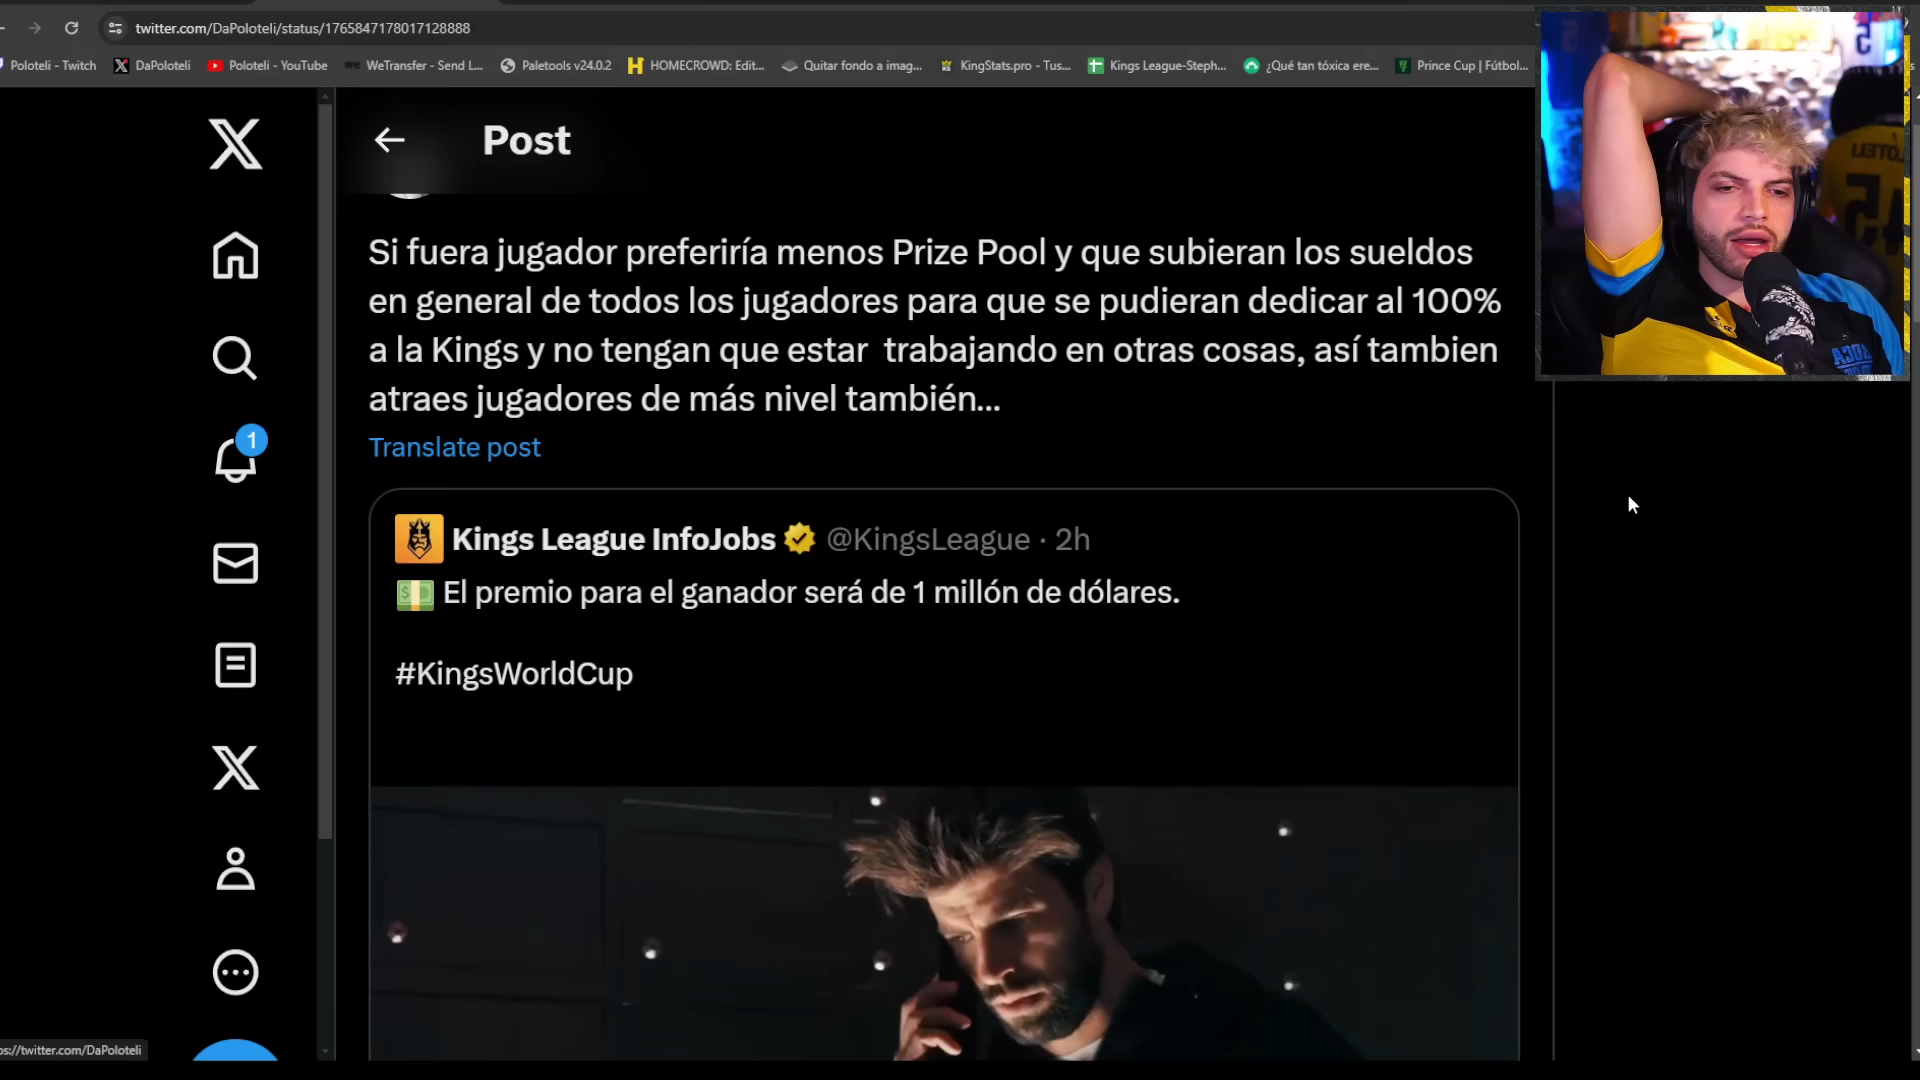 twitter.com/DaPoloteli/status/1765847178017128888
Poloteli - Twitch
DaPoloteli
Poloteli - YouTube
WeTransfer - Send L...
Paletools v24.0.2
HOMECROWD: Edit...
Quitar fondo a imag...
KingStats.pro - Tus...
Kings League-Steph...
¿Qué tan tóxica ere...
Prince Cup | Fútbol...
Post
Si fuera jugador preferiría menos Prize Pool y que subieran los sueldos
en general de todos los jugadores para que se pudieran dedicar al 100%
a la Kings y no tengan que estar trabajando en otras cosas, así tambien
atraes jugadores de más nivel también...
Translate post
1
Kings League InfoJobs @KingsLeague · 2h
El premio para el ganador será de 1 millón de dólares.
#KingsWorldCup
ps://twitter.com/DaPoloteli